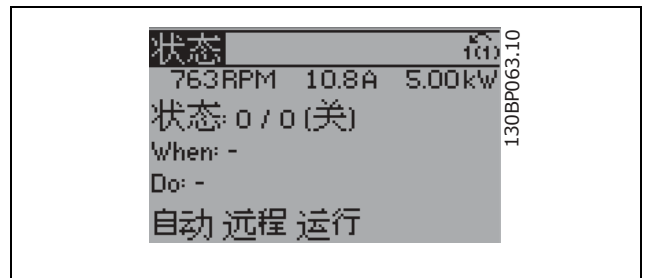 状态 1(1)
763RPM 10.8A 5.00kW
状态: 0 / 0 (关)
When: -
Do: -
自动 远程 运行
130BP063.10